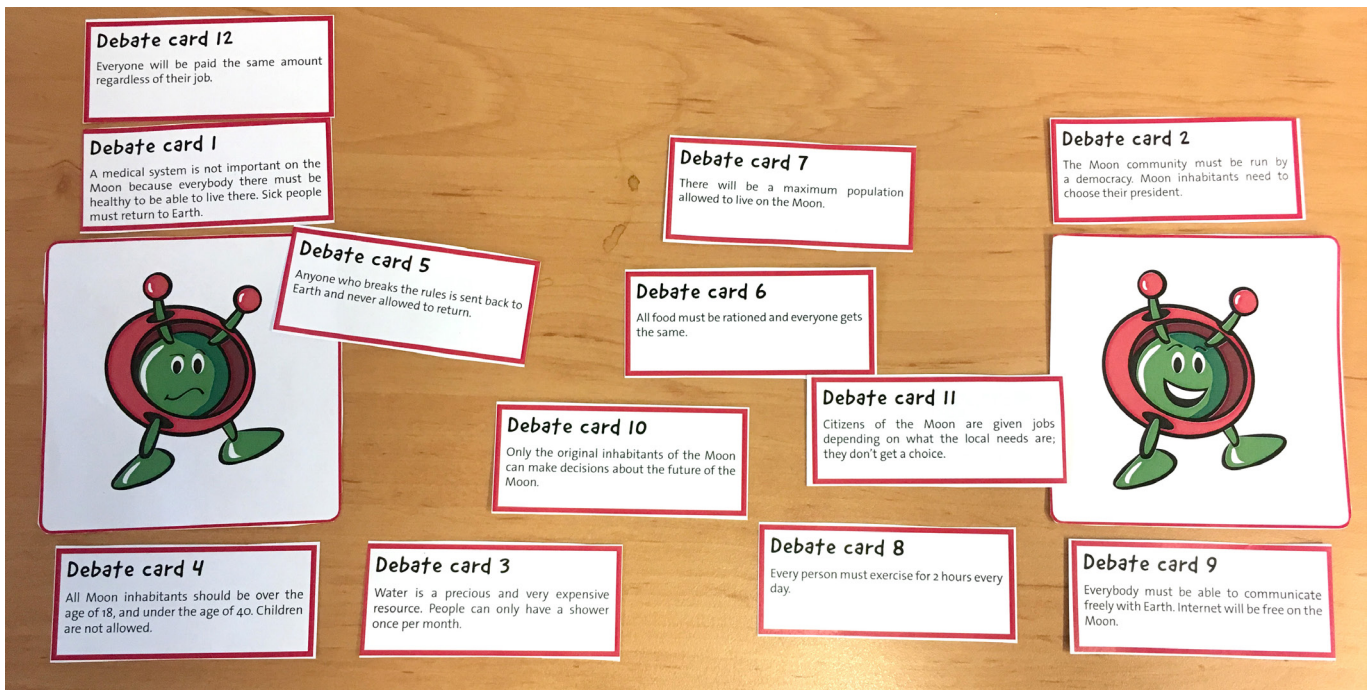 Debate card 12
Everyone will be paid the same amount
regardless of their job.
Debate card 1
A medical system is not important on the
Moon because everybody there must be
healthy to be able to live there. Sick people
must return to Earth.
Debate card 5
Anyone who breaks the rules is sent back to
Earth and never allowed to return.
Debate card 7
There will be a maximum population
allowed to live on the Moon.
Debate card 2
The Moon community must be run by
a democracy. Moon inhabitants need to
choose their president.
Debate card 6
All food must be rationed and everyone gets
the same.
Debate card 11
Citizens of the Moon are given jobs
depending on what the local needs are;
they don't get a choice.
Debate card 10
Only the original inhabitants of the Moon
can make decisions about the future of the
Moon.
Debate card 4
All Moon inhabitants should be over the
age of 18, and under the age of 40. Children
are not allowed.
Debate card 3
Water is a precious and very expensive
resource. People can only have a shower
once per month.
Debate card 8
Every person must exercise for 2 hours every
day.
Debate card 9
Everybody must be able to communicate
freely with Earth. Internet will be free on the
Moon.